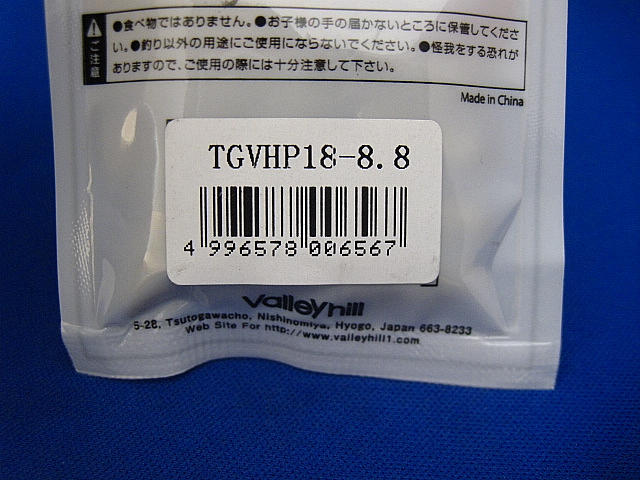 ⚠ご注意
●食べ物ではありません。●お子様の手の届かないところに保管してくださ
い。●釣り以外の用途にご使用にならないでください。●怪我をする恐れが
ありますので、ご使用の際には十分注意して下さい。
Made in China
TGVHP18-8.8
4 996578 006567
valleyhill
5-28, Tsutogawacho, Nishinomiya, Hyogo, Japan 663-8233
Web Site For http://www.valleyhill1.com